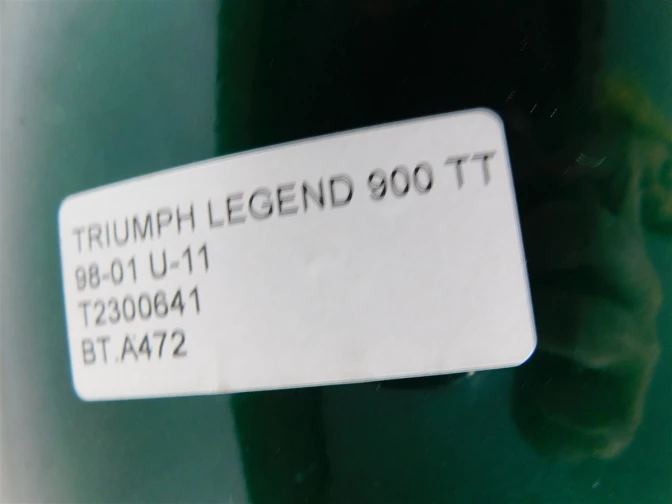 TRIUMPH LEGEND 900 TT
98-01 U-11
T2300641
BT.A472